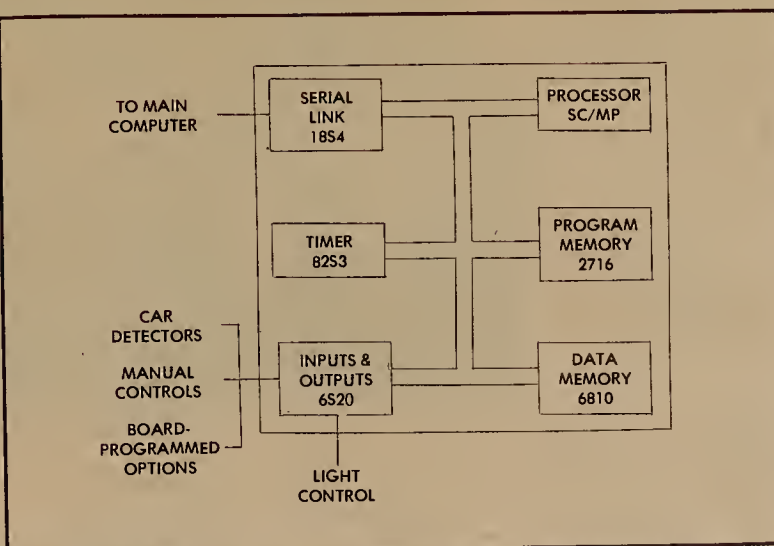 TO MAIN
COMPUTER
SERIAL
LINK
18S4
PROCESSOR
SC/MP
TIMER
82S3
PROGRAM
MEMORY
2716
CAR
DETECTORS
MANUAL
CONTROLS
BOARD-
PROGRAMMED
OPTIONS
INPUTS &
OUTPUTS
6S20
DATA
MEMORY
6810
LIGHT
CONTROL